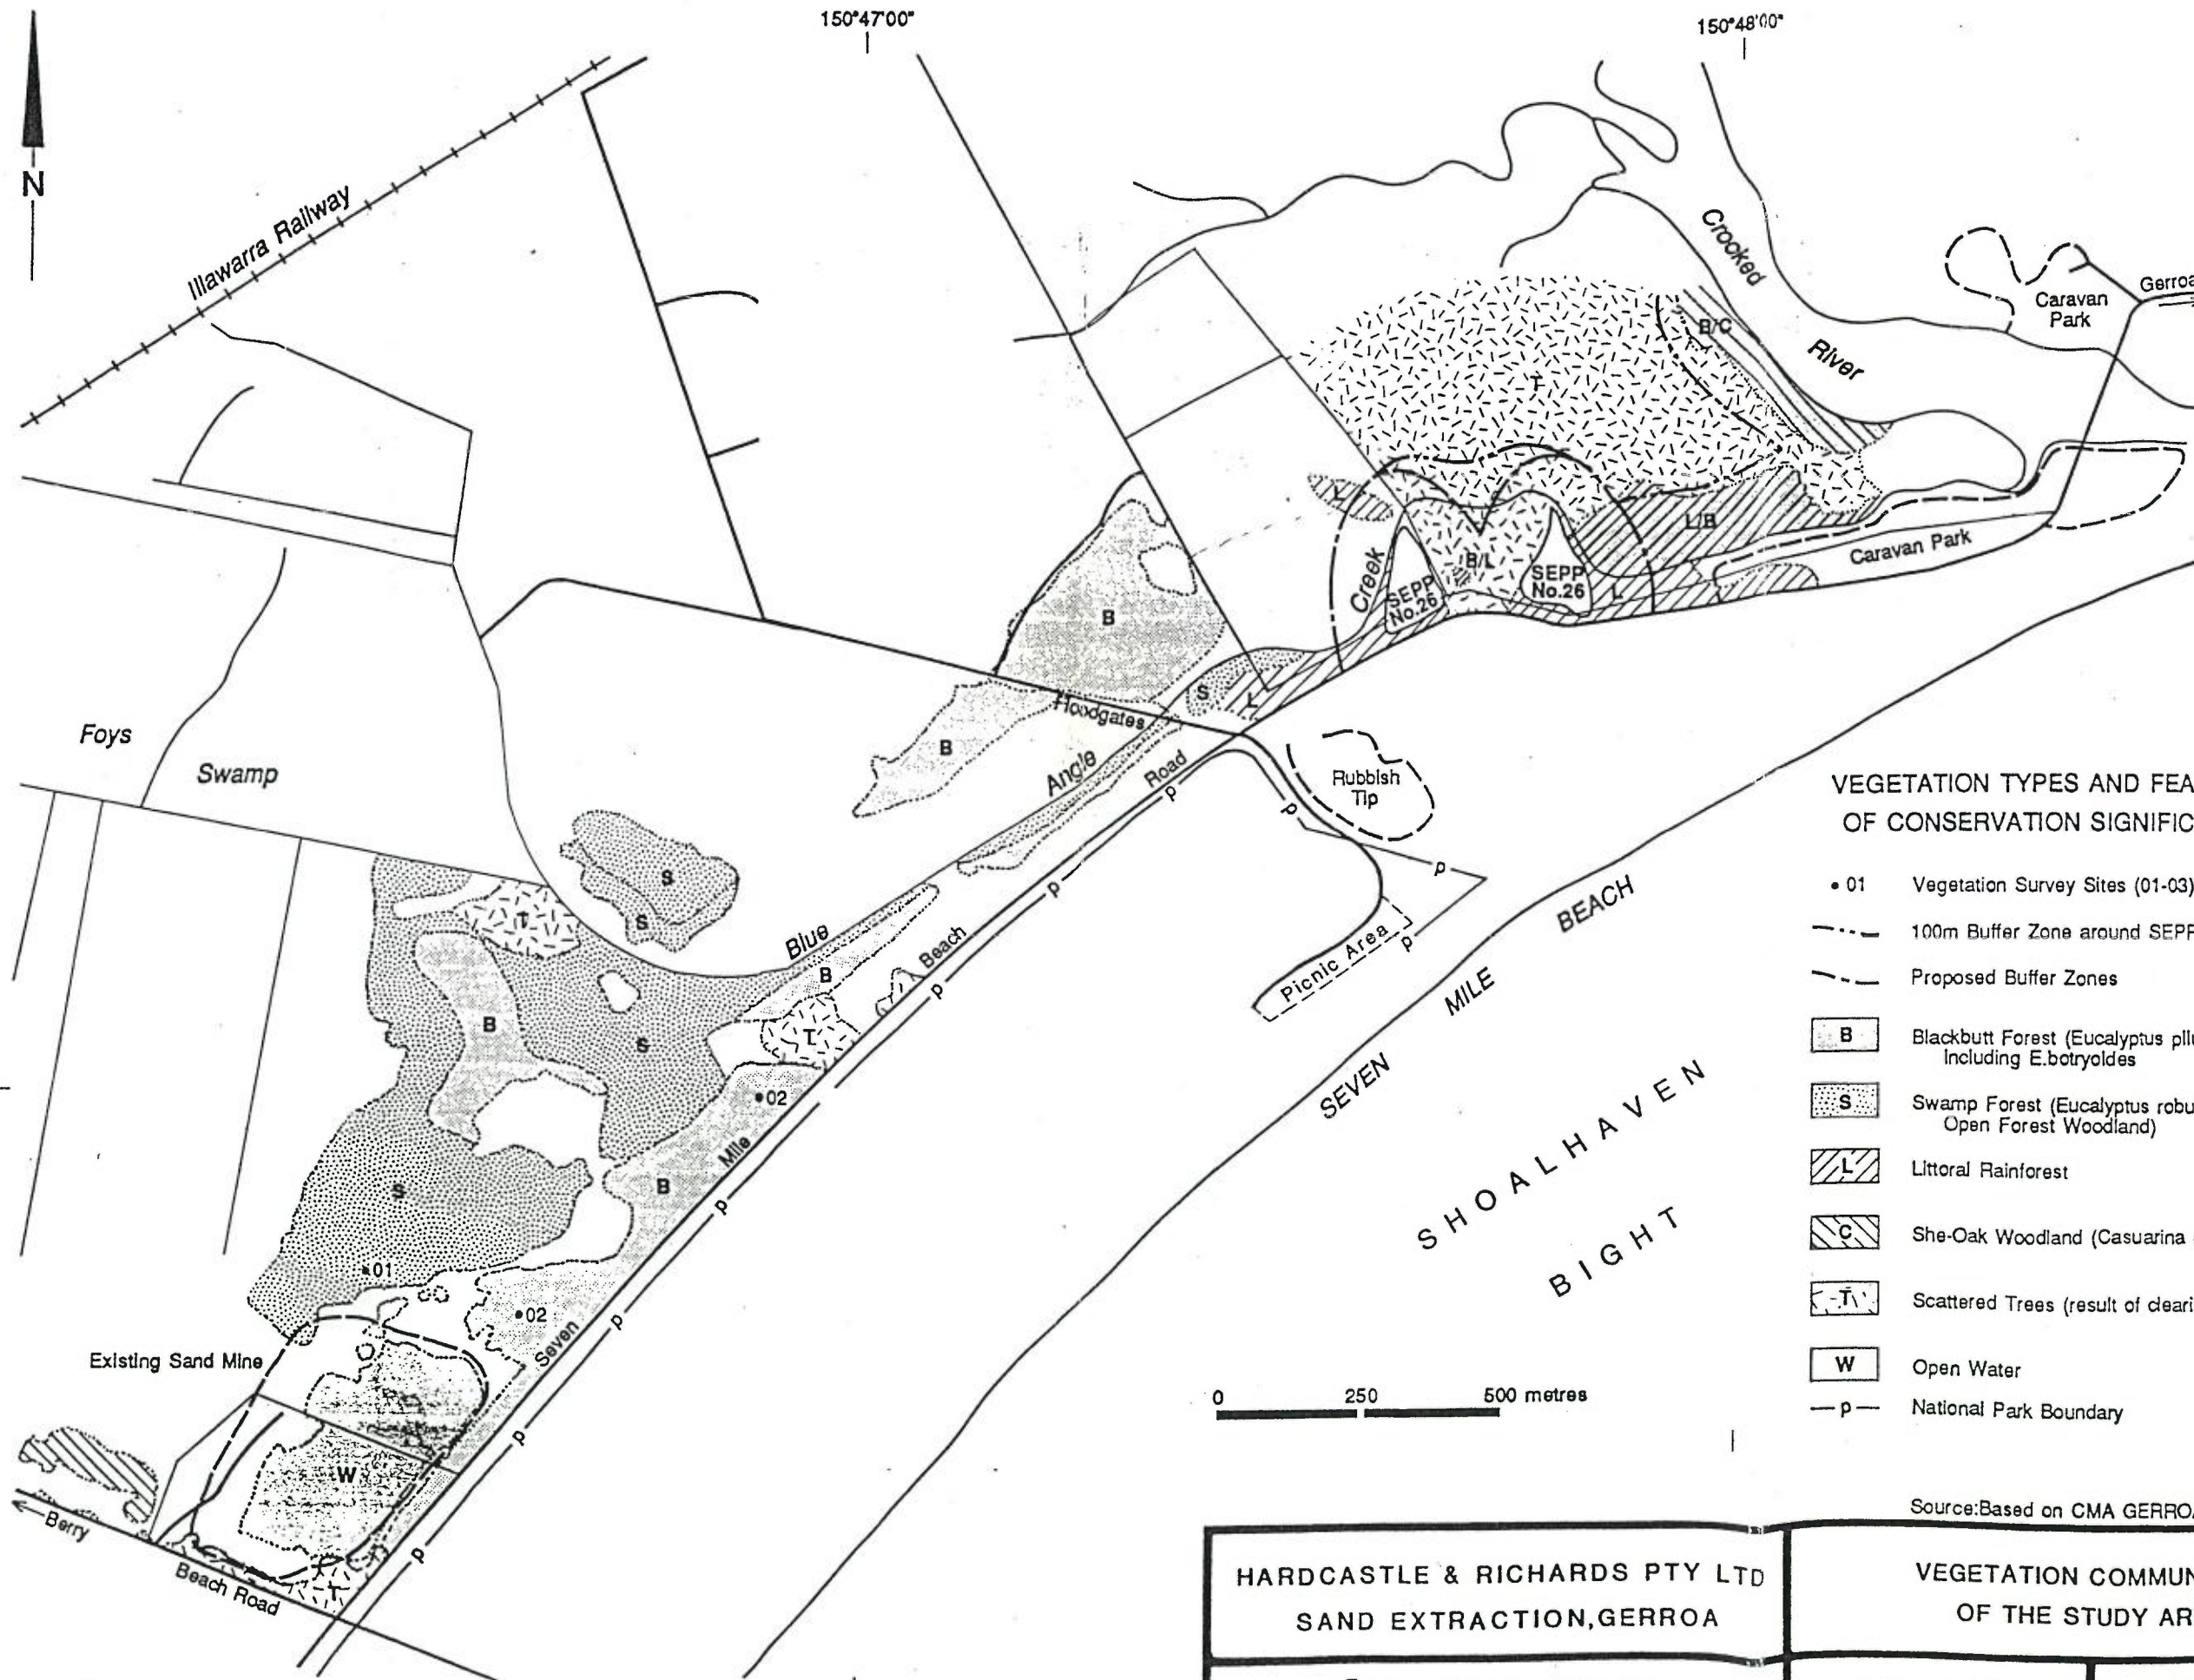 150°47'00"
150°48'00"
N
Illawarra Railway
Crooked
River
Caravan
Park
B/C
T
L
L/B
B/L
Creek
SEPP
No.26
SEPP
No.26
L
L
Caravan Park
B
S
L
Floodgates
B
Angle
Road
p
p
Rubbish
Tip
Foys
Swamp
p
p
p
Picnic Area
BEACH
MILE
SEVEN
S
S
T
Blue
B
Beach
p
T
B
S
02
Mile
B
p
S
01
02
Seven
p
SHOALHAVEN
BIGHT
Existing Sand Mine
p
W
Berry
Beach Road
T
p
0 250 500 metres
VEGETATION TYPES AND FEA
OF CONSERVATION SIGNIFIC
• 01 Vegetation Survey Sites (01-03)
100m Buffer Zone around SEPP
Proposed Buffer Zones
B Blackbutt Forest (Eucalyptus pilu
Including E.botryoides
S Swamp Forest (Eucalyptus robu
Open Forest Woodland)
L Littoral Rainforest
C She-Oak Woodland (Casuarina
T Scattered Trees (result of cleari
W Open Water
—p— National Park Boundary
Source:Based on CMA GERRO
HARDCASTLE & RICHARDS PTY LTD
SAND EXTRACTION,GERROA
VEGETATION COMMUN
OF THE STUDY AR